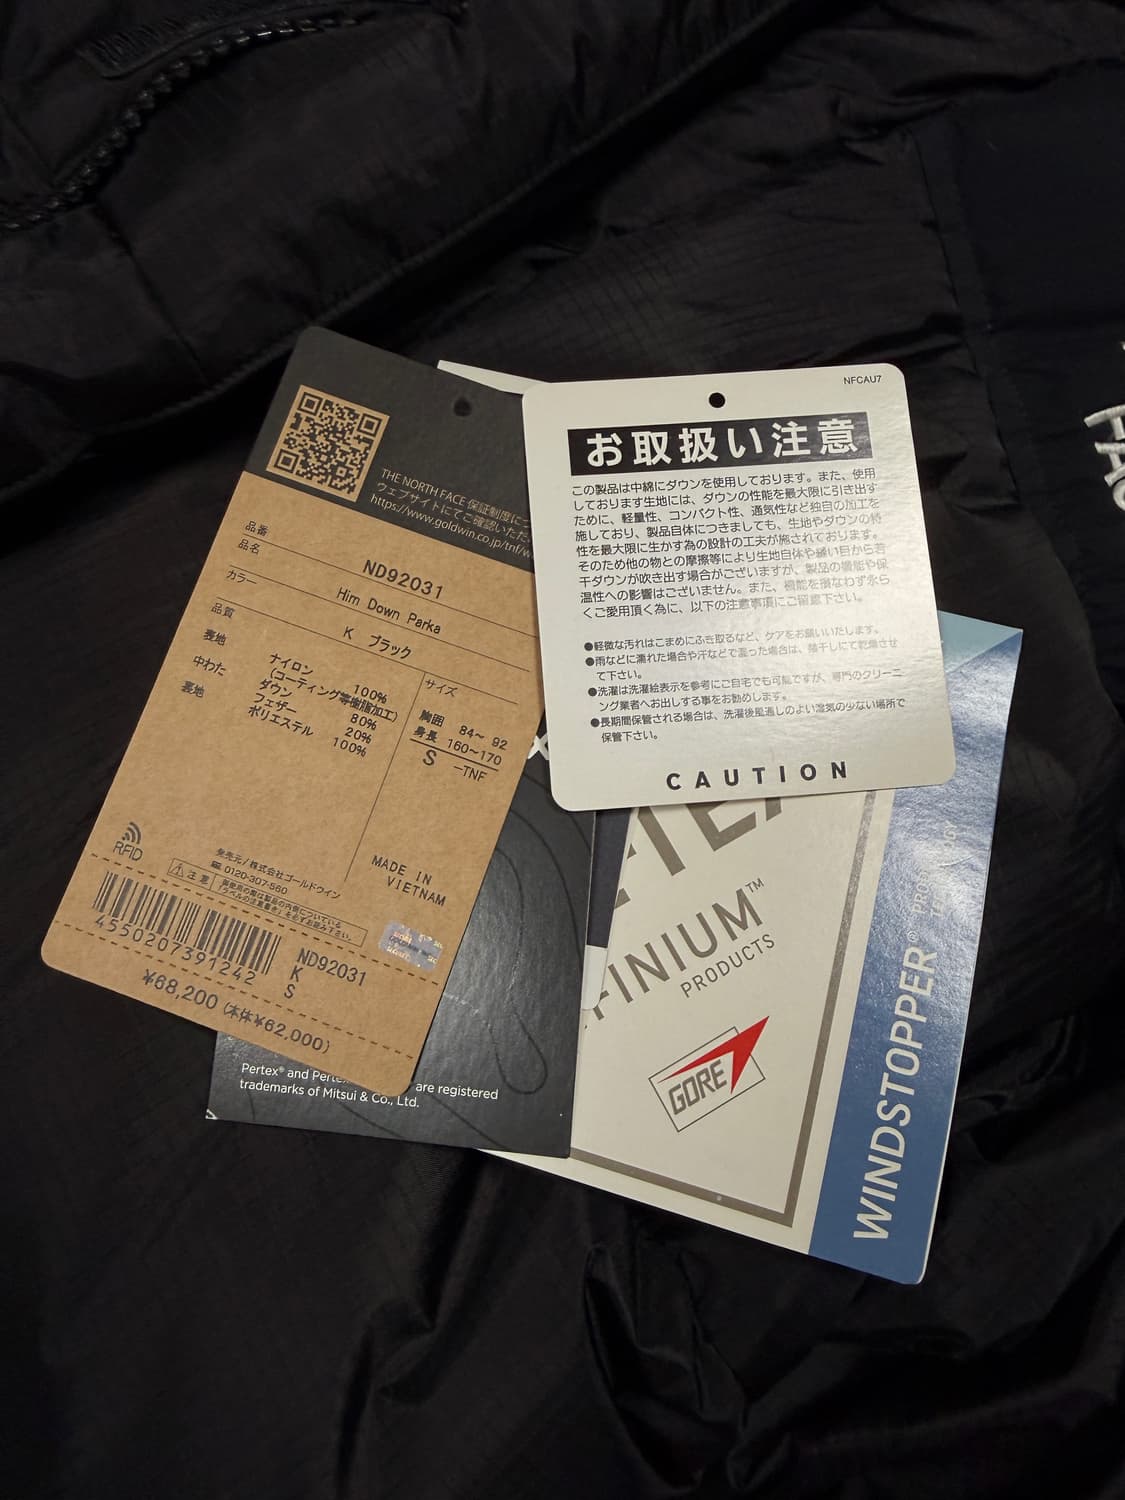 THE NORTH FACE 保証制度に
ウェブサイトにてご確認いただ
https://www.goldwin.co.jp/tnf/w
品番
ND92031
品名
Him Down Parka
カラー
K ブラック
品質
表地
ナイロン 100%
(コーティング等樹脂加工)
中わた
ダウン 80%
フェザー 20%
裏地
ポリエステル 100%
サイズ
胸囲 84~ 92
身長 160~170
S -TNF
RFID
発売元/株式会社ゴールドウイン
0120-307-560
注意
MADE IN
VIETNAM
4550207391242
ND92031
K
S
¥68,200 (本体¥62,000)
NFCAU7
お取扱い注意
この製品は中綿にダウンを使用しております。また、使用
しております生地には、ダウンの性能を最大限に引き出す
ために、軽量性、コンパクト性、通気性など独自の加工を
施しており、製品自体につきましても、生地やダウンの特
性を最大限に生かす為の設計の工夫が施されております。
そのため他の物との摩擦等により生地自体や縫い目から若
干ダウンが吹き出す場合がございますが、製品の機能や保
温性への影響はございません。また、機能を損なわず永ら
くご愛用頂く為に、以下の注意事項にご留意下さい。
●軽微な汚れはこまめにふき取るなど、ケアをお願いいたします。
●雨などに濡れた場合や汗などで湿った場合は、陰干しにて乾燥させ
て下さい。
●洗濯は洗濯絵表示を参考にご自宅でも可能ですが、専門のクリーニ
ング業者へお出しする事をお勧めします。
●長期間保管される場合は、洗濯後風通しのよい湿気の少ない場所で
保管下さい。
CAUTION
Pertex® and Perte
are registered
trademarks of Mitsui & Co., Ltd.
FINIUM™
PRODUCTS
GORE
WINDSTOPPER®